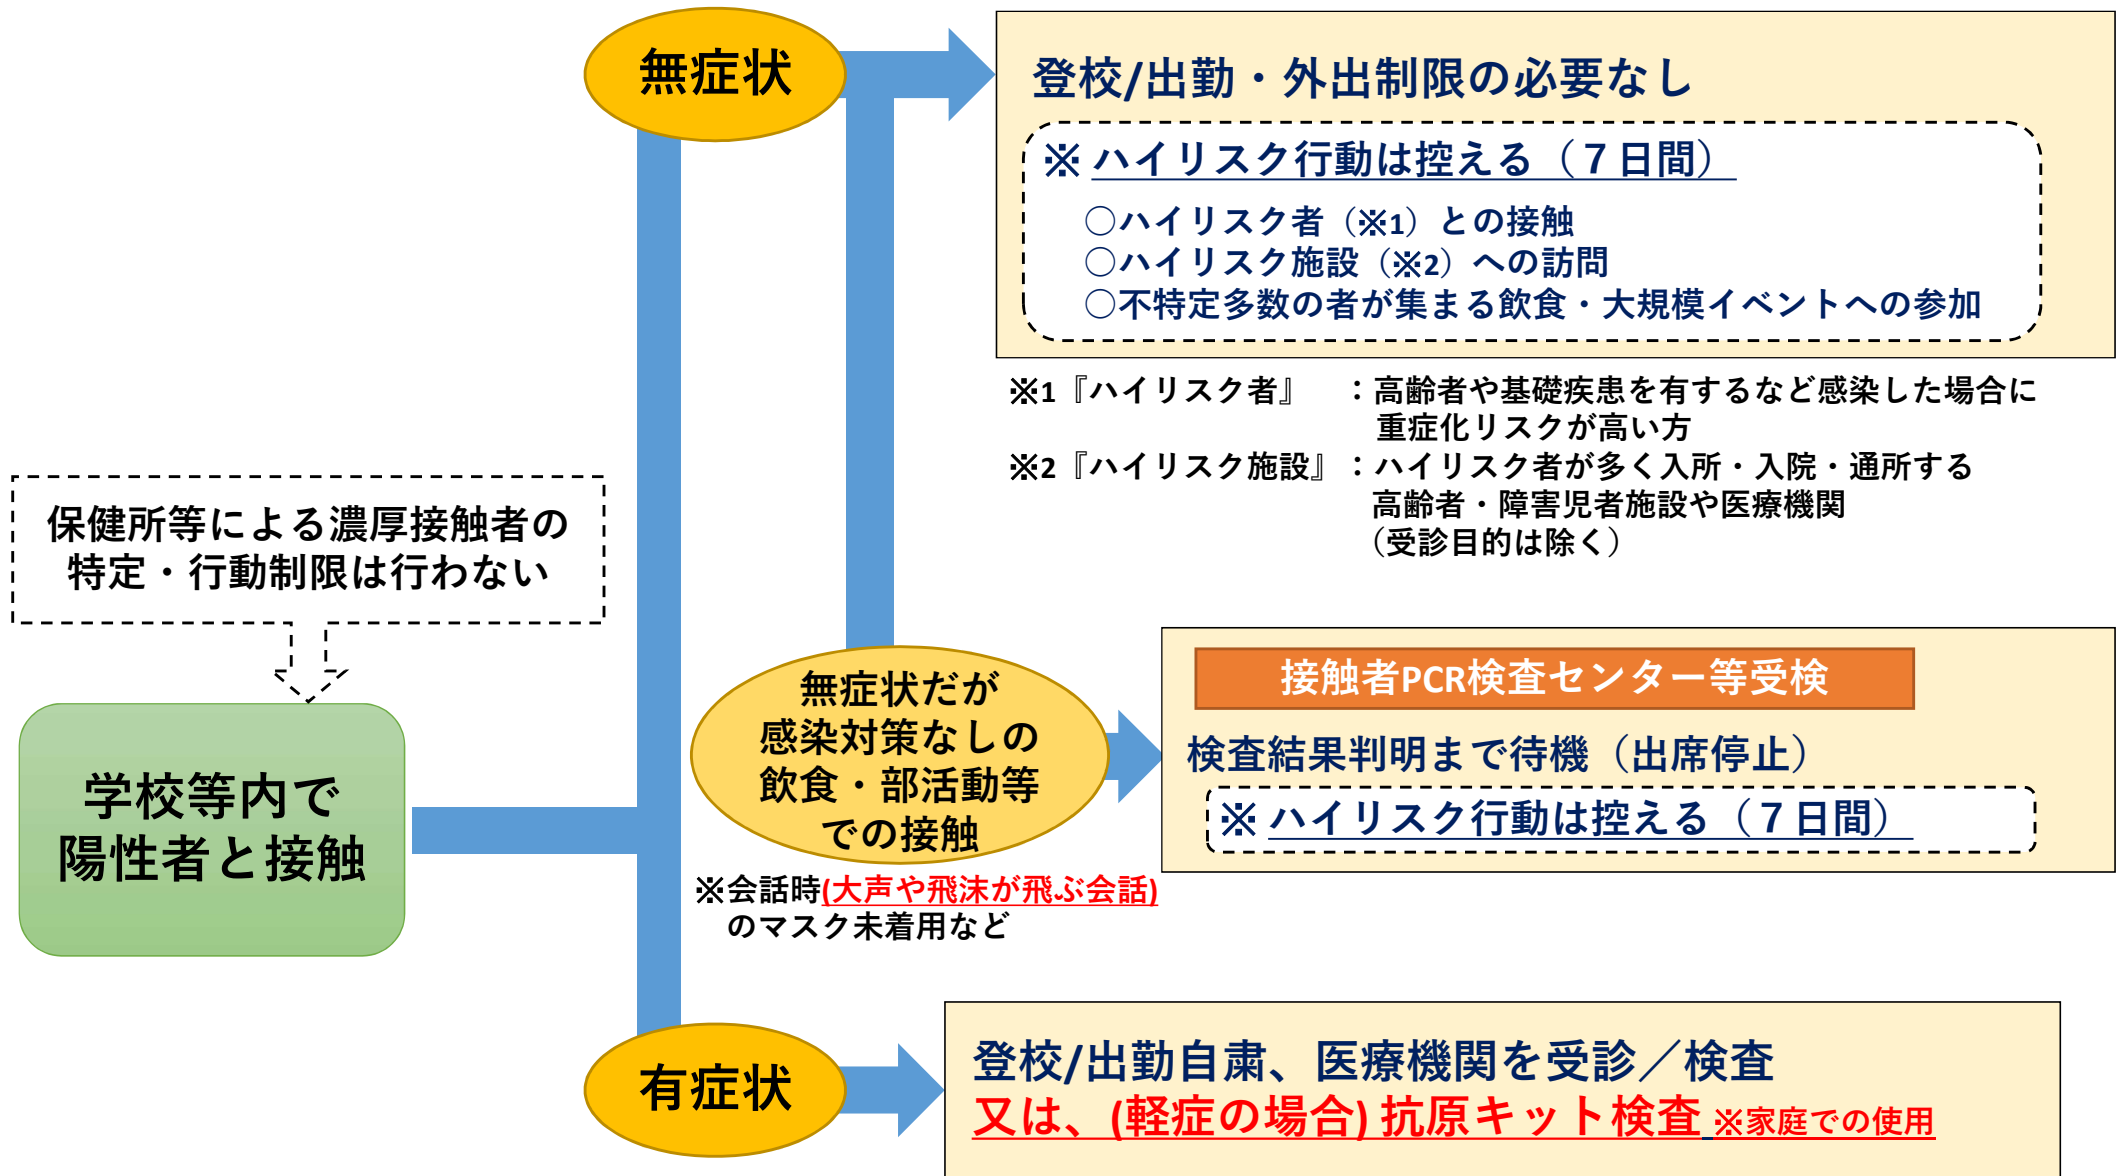 無症状
登校/出勤・外出制限の必要なし
※ ハイリスク行動は控える（７日間）
○ハイリスク者（※1）との接触
○ハイリスク施設（※2）への訪問
○不特定多数の者が集まる飲食・大規模イベントへの参加
※1『ハイリスク者』　：高齢者や基礎疾患を有するなど感染した場合に
重症化リスクが高い方
※2『ハイリスク施設』：ハイリスク者が多く入所・入院・通所する
高齢者・障害児者施設や医療機関
（受診目的は除く）
保健所等による濃厚接触者の
特定・行動制限は行わない
学校等内で
陽性者と接触
無症状だが
感染対策なしの
飲食・部活動等
での接触
※会話時(大声や飛沫が飛ぶ会話)
のマスク未着用など
接触者PCR検査センター等受検
検査結果判明まで待機（出席停止）
※ ハイリスク行動は控える（７日間）
有症状
登校/出勤自粛、医療機関を受診／検査
又は、(軽症の場合) 抗原キット検査 ※家庭での使用